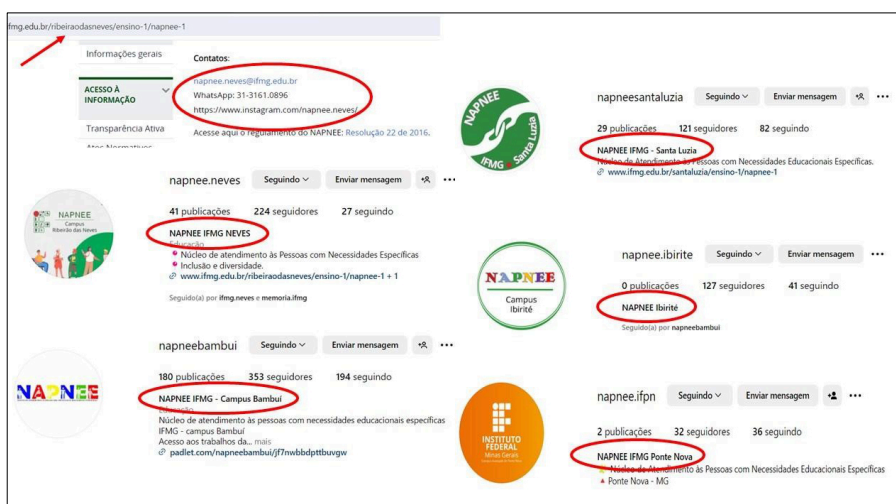 ifmg.edu.br/ribeiraodasneves/ensino-1/napnee-1
Informações gerais
ACESSO À
INFORMAÇÃO
Transparência Ativa
Atos Normativos
Contatos:
napnee.neves@ifmg.edu.br
WhatsApp: 31-3161.0896
https://www.instagram.com/napnee.neves/
Acesse aqui o regulamento do NAPNEE: Resolução 22 de 2016.
NAPNEE
Campus
Ribeirão das Neves
napnee.neves Seguindo Enviar mensagem
41 publicações 224 seguidores 27 seguindo
NAPNEE IFMG NEVES
Educação
Núcleo de atendimento às Pessoas com Necessidades Específicas
Inclusão e diversidade.
www.ifmg.edu.br/ribeiraodasneves/ensino-1/napnee-1 + 1
Seguido(a) por ifmg.neves e memoria.ifmg
NAPNEE
napneebambui Seguindo Enviar mensagem
180 publicações 353 seguidores 194 seguindo
NAPNEE IFMG - Campus Bambuí
Educação
Núcleo de atendimento às pessoas com necessidades educacionais específicas
IFMG - campus Bambuí
Acesso aos trabalhos da... mais
padlet.com/napneebambui/jf7nwbbdpttbuvgw
NAPNEE
IFMG Santa Luzia
napneesantaluzia Seguindo Enviar mensagem
29 publicações 121 seguidores 82 seguindo
NAPNEE IFMG - Santa Luzia
Núcleo de Atendimento às Pessoas com Necessidades Educacionais Específicas.
www.ifmg.edu.br/santaluzia/ensino-1/napnee-1
NAPNEE
Campus
Ibirité
napnee.ibirite Seguindo Enviar mensagem
0 publicações 127 seguidores 41 seguindo
NAPNEE Ibirité
Seguido(a) por napneebambui
INSTITUTO
FEDERAL
Minas Gerais
napnee.ifpn Seguindo Enviar mensagem
2 publicações 32 seguidores 36 seguindo
NAPNEE IFMG Ponte Nova
Núcleo de Atendimento às Pessoas com Necessidades Educacionais Específicas
Ponte Nova - MG